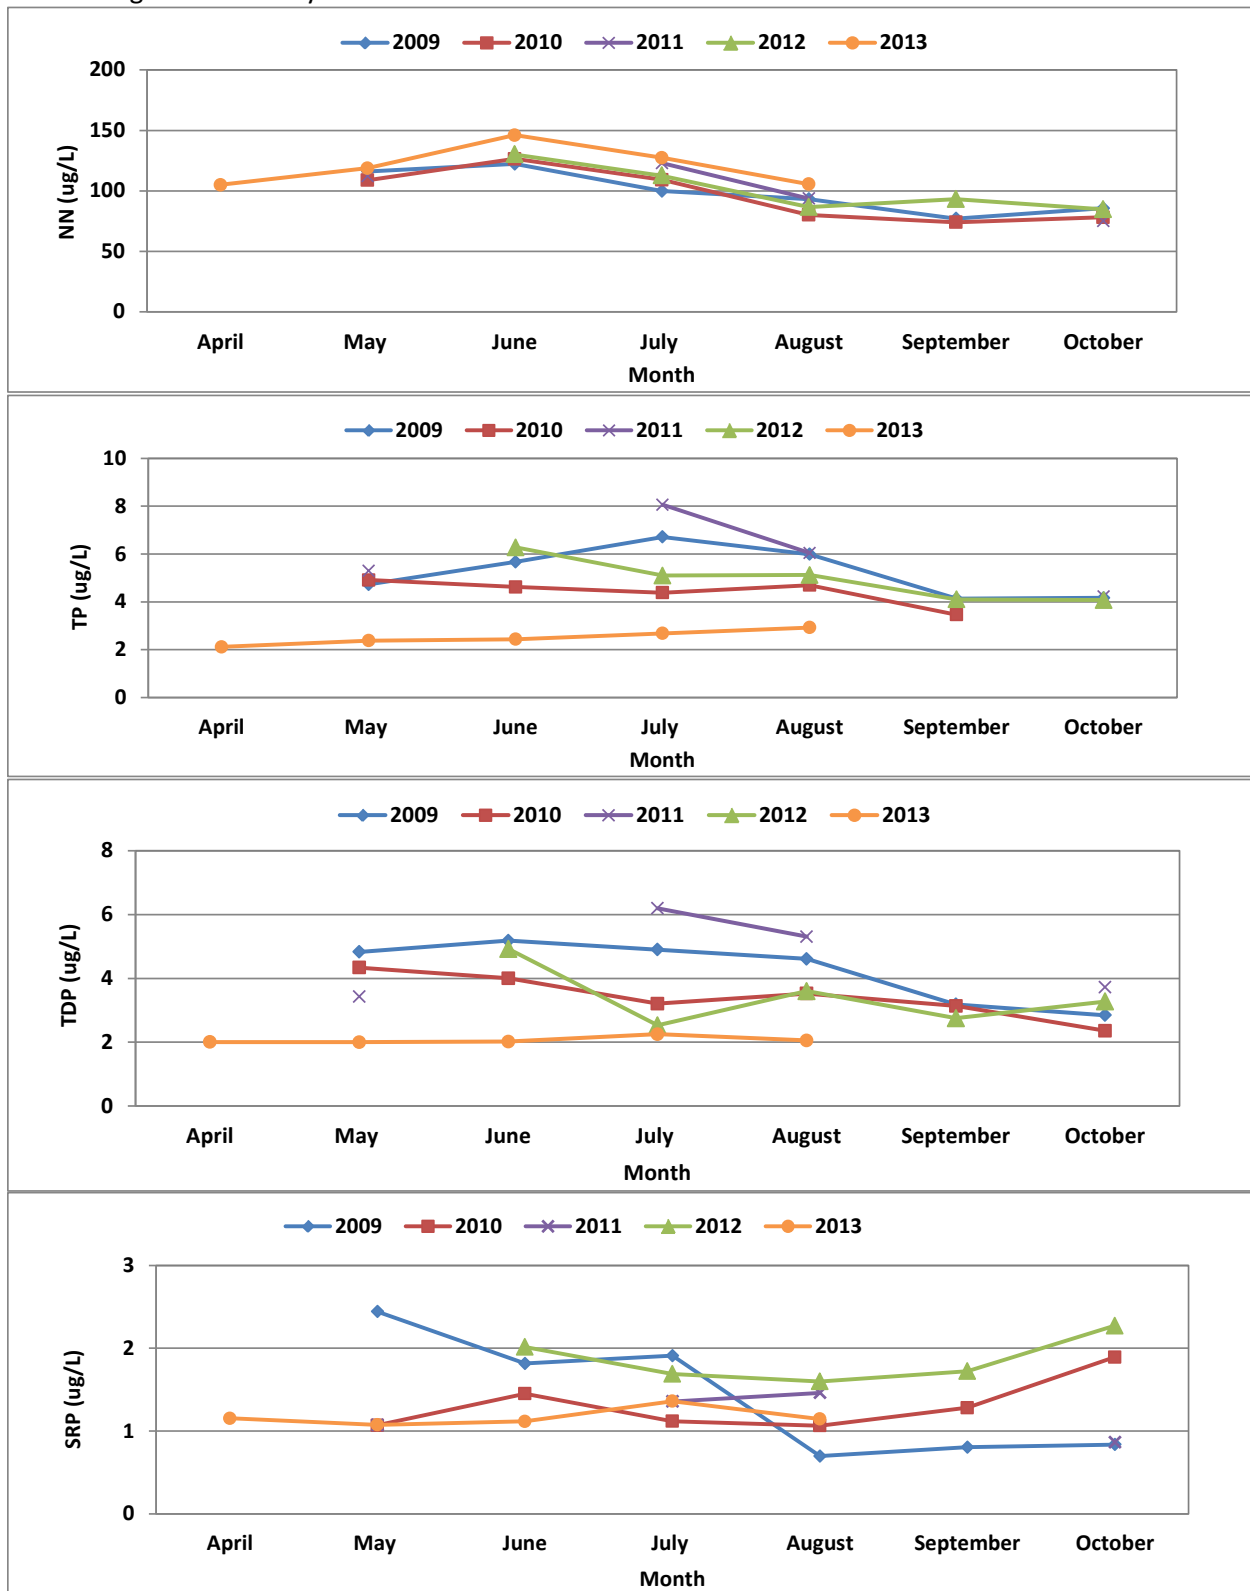 2009 2010 2011 2012 2013
200
150
100
50
0
NN (ug/L)
April May June July August September October
Month
2009 2010 2011 2012 2013
10
8
6
4
2
0
TP (ug/L)
April May June July August September October
Month
2009 2010 2011 2012 2013
8
6
4
2
0
TDP (ug/L)
April May June July August September October
Month
2009 2010 2011 2012 2013
3
2
1
0
SRP (ug/L)
April May June July August September October
Month